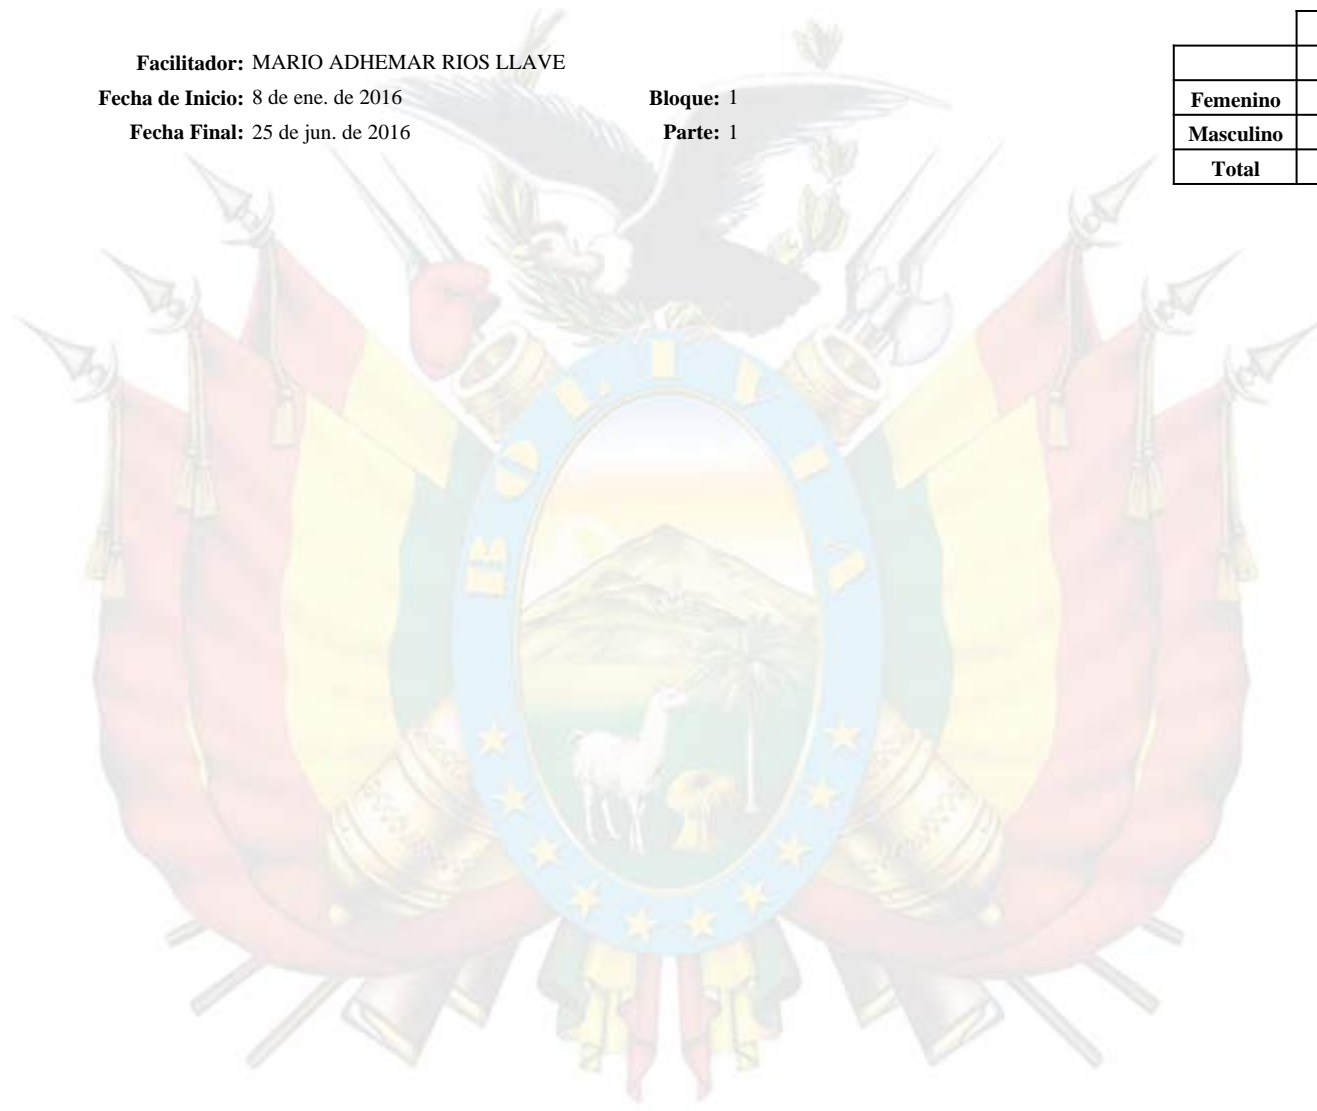 Facilitador: MARIO ADHEMAR RIOS LLAVE
Fecha de Inicio: 8 de ene. de 2016 Bloque: 1
Fecha Final: 25 de jun. de 2016 Parte: 1
Femenino
Masculino
Total
BOLIVIA